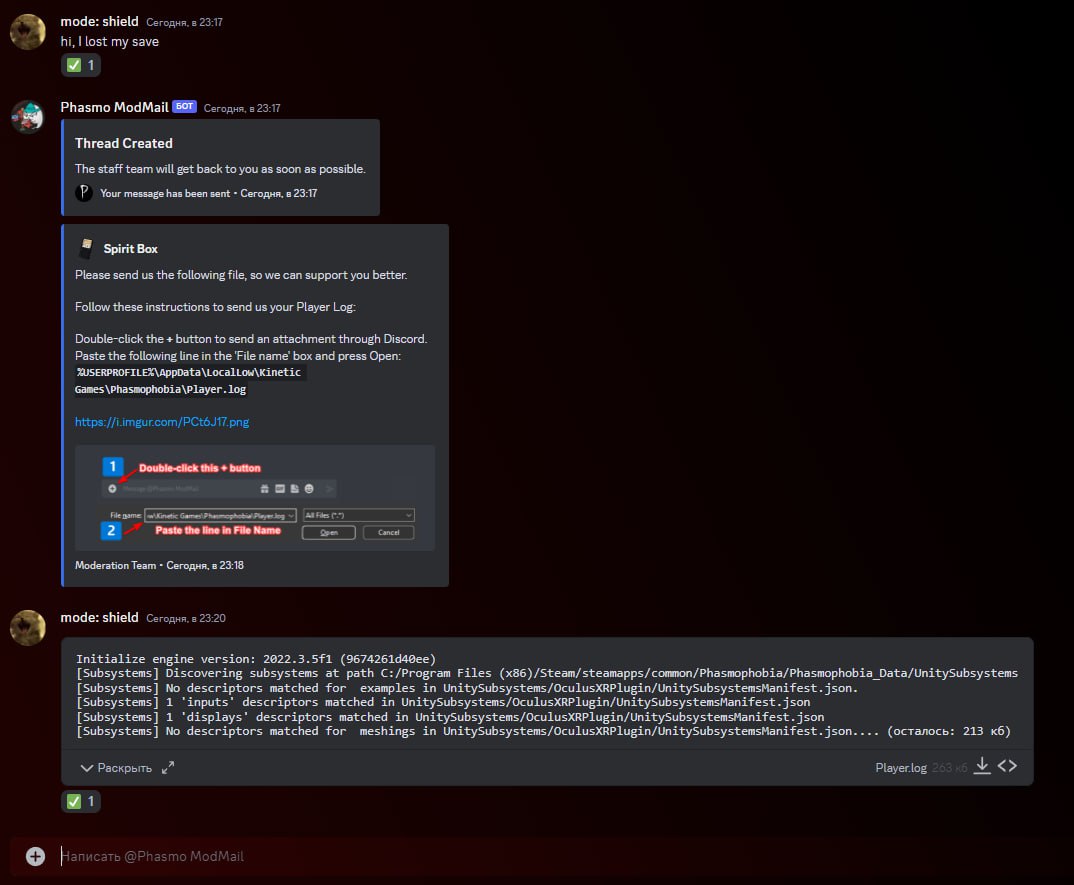 mode: shield Сегодня, в 23:17
hi, I lost my save
1
Phasmo ModMail БОТ Сегодня, в 23:17
Thread Created
The staff team will get back to you as soon as possible.
Your message has been sent • Сегодня, в 23:17
Spirit Box
Please send us the following file, so we can support you better.
Follow these instructions to send us your Player Log:
Double-click the + button to send an attachment through Discord.
Paste the following line in the 'File name' box and press Open:
%USERPROFILE%\AppData\LocalLow\Kinetic
Games\Phasmophobia\Player.log
https://i.imgur.com/PCt6J17.png
1 Double-click this + button
Message @Phasmo ModMail
File name: w\Kinetic Games\Phasmophobia\Player.log All Files (*.*)
2 Paste the line in File Name Open Cancel
Moderation Team • Сегодня, в 23:18
mode: shield Сегодня, в 23:20
Initialize engine version: 2022.3.5f1 (9674261d40ee)
[Subsystems] Discovering subsystems at path C:/Program Files (x86)/Steam/steamapps/common/Phasmophobia/Phasmophobia_Data/UnitySubsystems
[Subsystems] No descriptors matched for  examples in UnitySubsystems/OculusXRPlugin/UnitySubsystemsManifest.json.
[Subsystems] 1 'inputs' descriptors matched in UnitySubsystems/OculusXRPlugin/UnitySubsystemsManifest.json
[Subsystems] 1 'displays' descriptors matched in UnitySubsystems/OculusXRPlugin/UnitySubsystemsManifest.json
[Subsystems] No descriptors matched for  meshings in UnitySubsystems/OculusXRPlugin/UnitySubsystemsManifest.json.... (осталось: 213 кб)
Раскрыть Player.log 263 кб
1
Написать @Phasmo ModMail